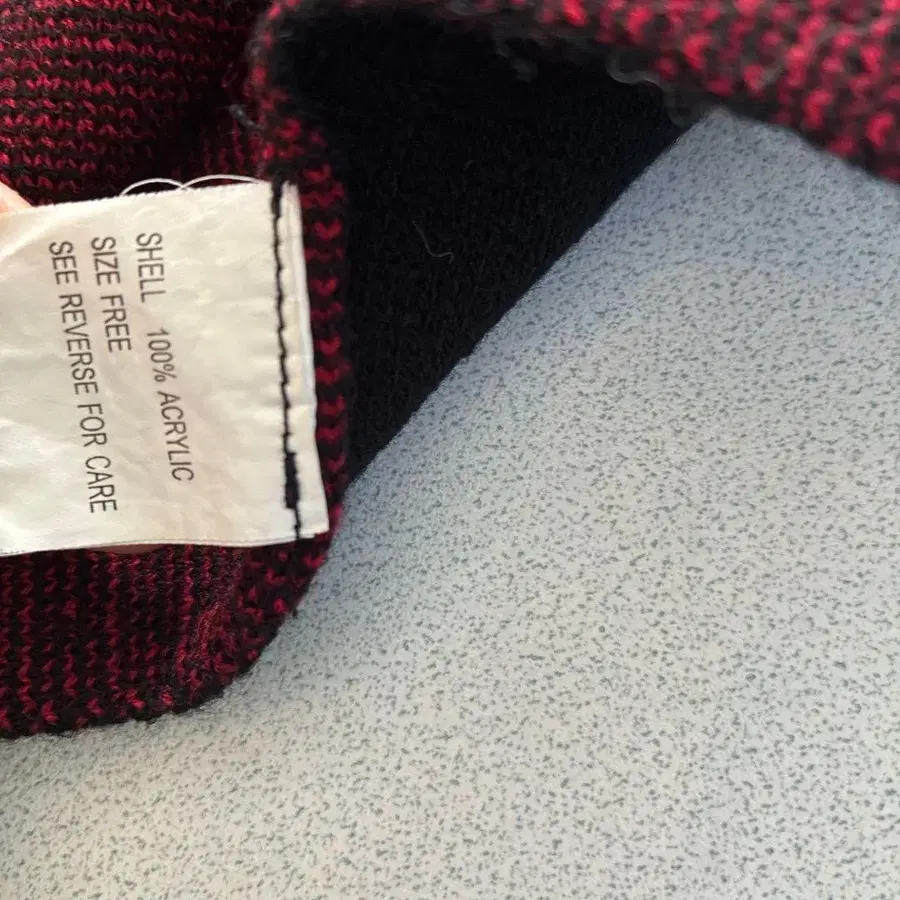 SHELL 100% ACRYLIC
SIZE FREE
SEE REVERSE FOR CARE